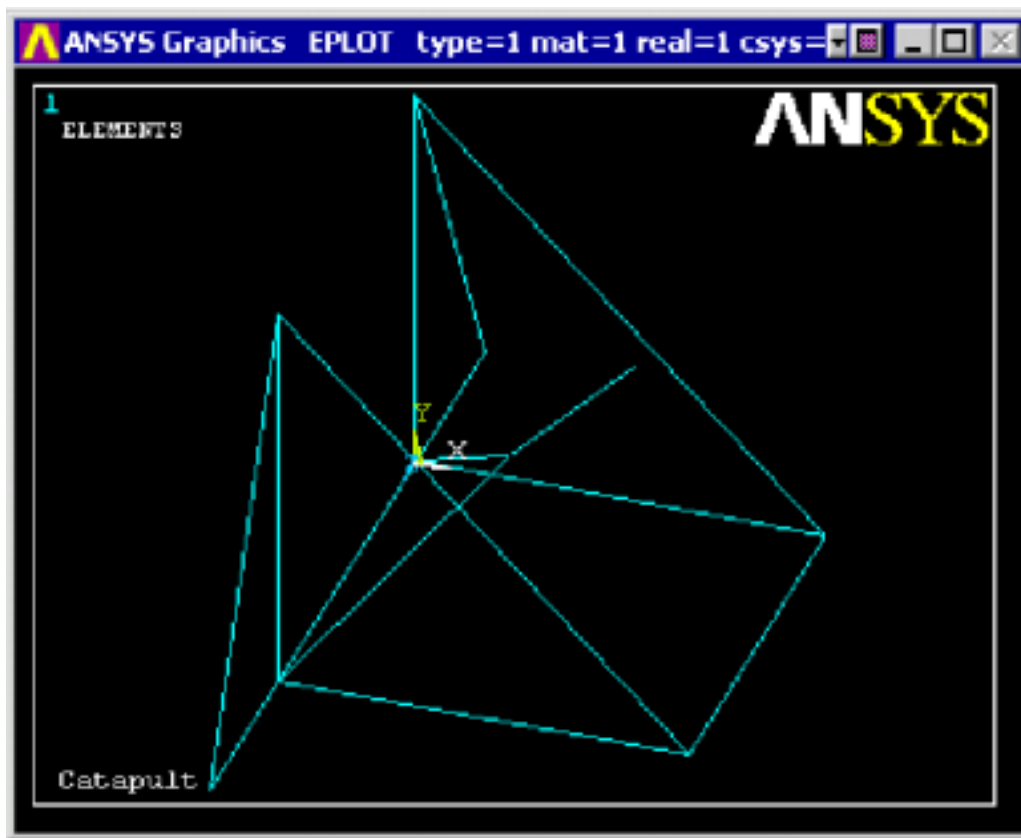 ANSYS Graphics EPLOT type=1 mat=1 real=1 csys=
1
ELEMENTS
ANSYS
Y
X
Catapult